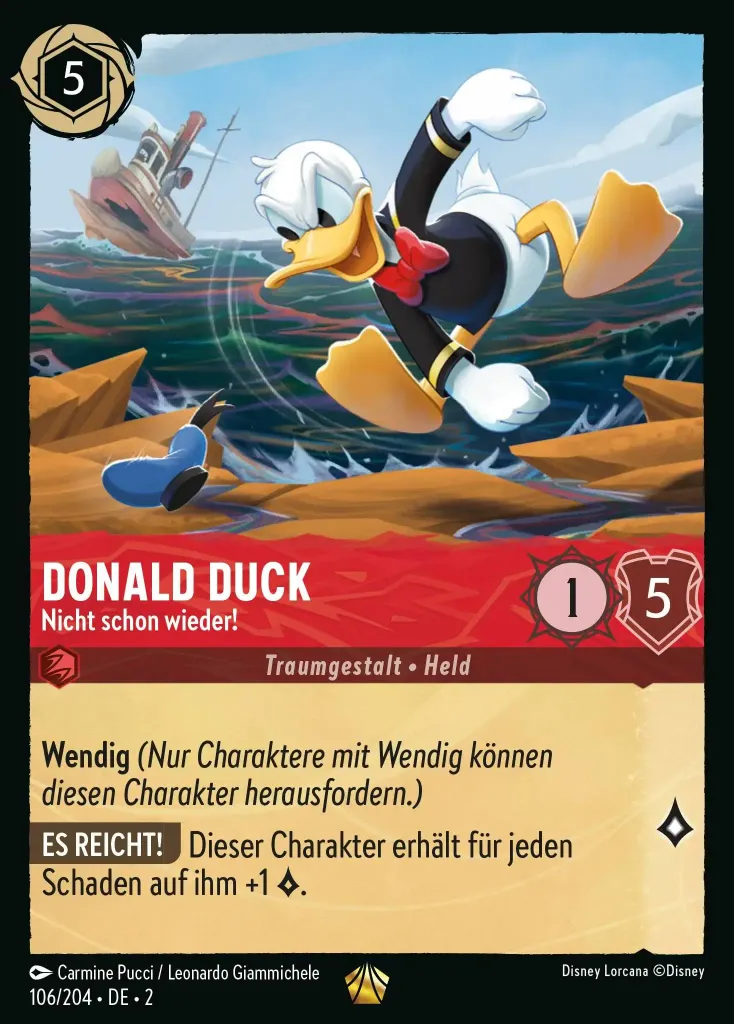 5
DONALD DUCK
Nicht schon wieder!
1
5
Traumgestalt • Held
Wendig (Nur Charaktere mit Wendig können
diesen Charakter herausfordern.)
ES REICHT! Dieser Charakter erhält für jeden
Schaden auf ihm +1 .
Carmine Pucci / Leonardo Giammichele
Disney Lorcana ©Disney
106/204 • DE • 2